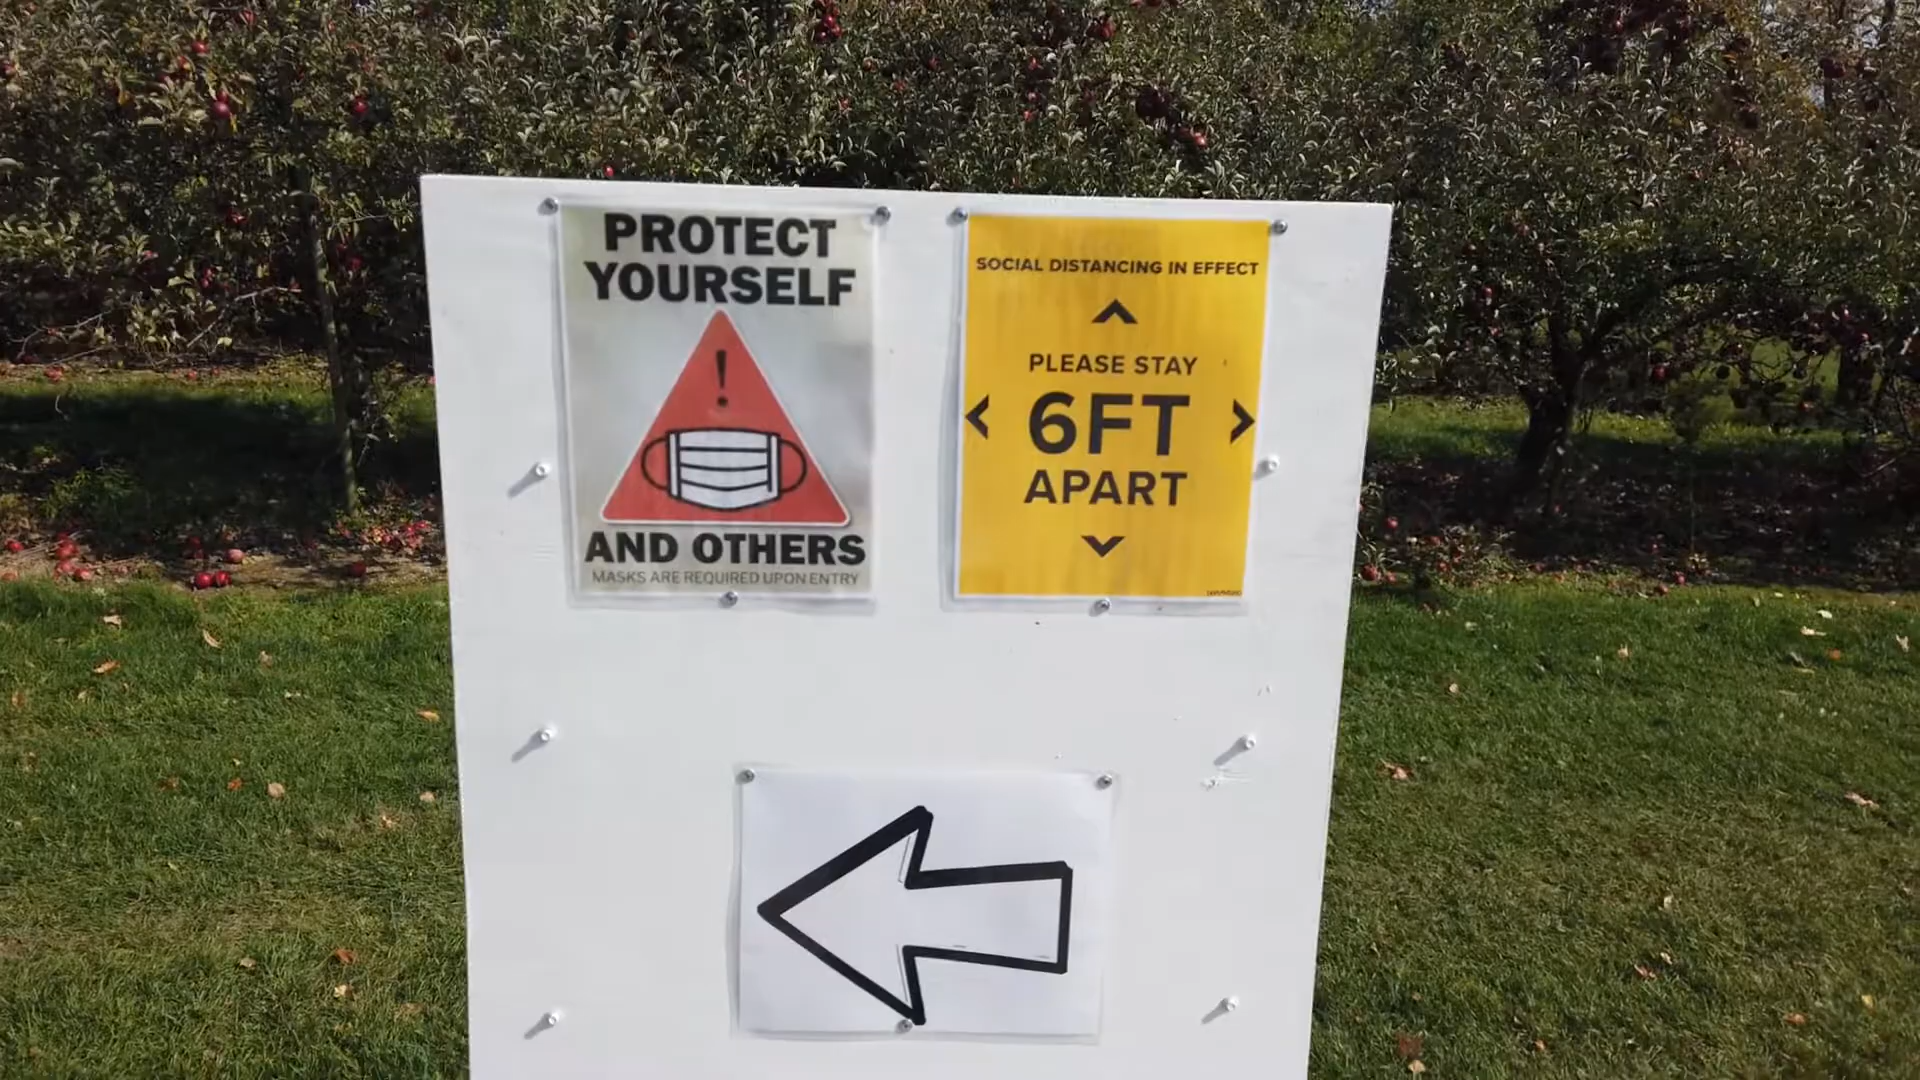 PROTECT
YOURSELF
!
AND OTHERS
MASKS ARE REQUIRED UPON ENTRY
SOCIAL DISTANCING IN EFFECT
PLEASE STAY
6FT
APART